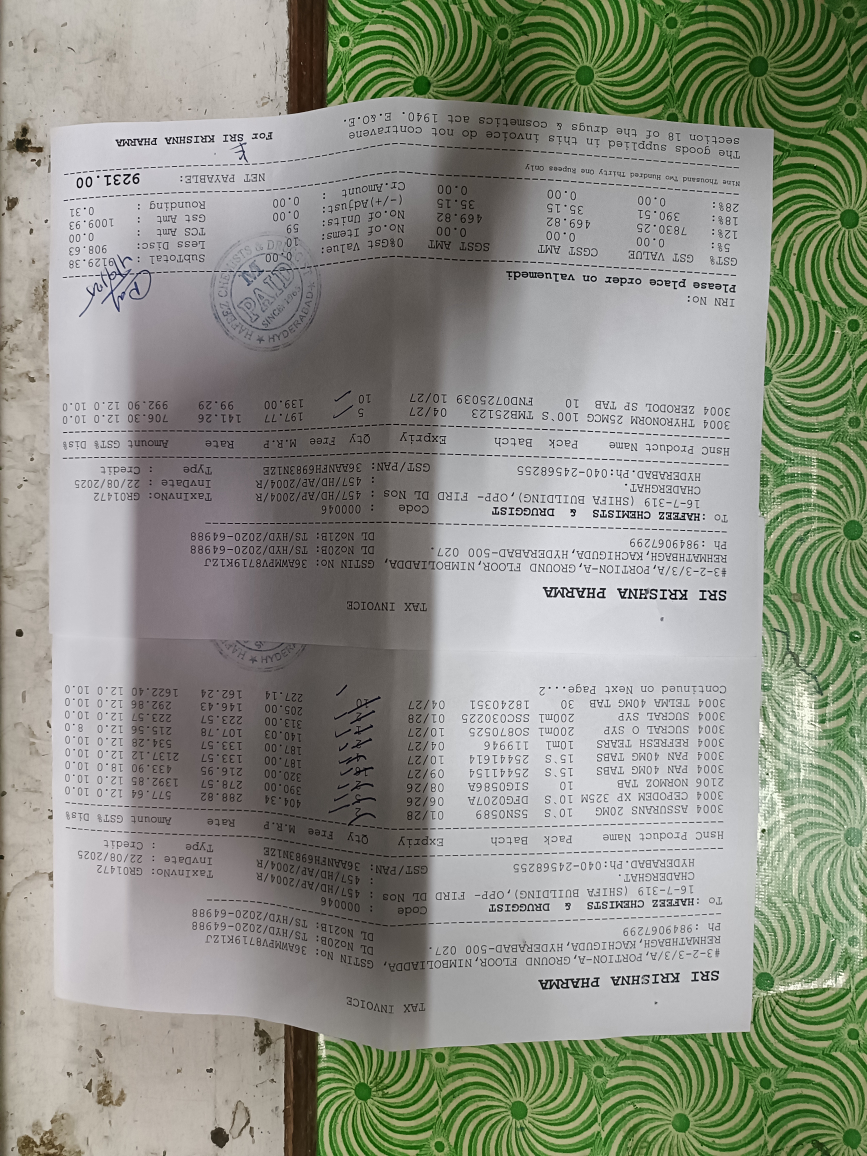 TAX INVOICE
SRI KRISHNA PHARMA
#3-2-3/3/A, PORTION-A, GROUND FLOOR, NIMBOLIADDA, GSTIN No: 36AWMPV8719K1ZJ
REHMATHBAGH, KACHIGUDA, HYDERABAD-500 027. DL No20B: TS/HYD/2020-64988
Ph : 9849067299 DL No21B: TS/HYD/2020-64988
To: HAFEEZ CHEMISTS & DRUGGIST Code : 000046
16-7-319 (SHIFA BUILDING), OPP- FIRD DL Nos : 457/HD/AP/2004/R TaxInvNo: GR01472
CHADERGHAT. : 457/HD/AP/2004/R InvDate : 22/08/2025
HYDERABAD.Ph:040-24568255 GST/PAN: 36AANFH6983N1ZE Type : Credit
Hsnc Product Name Pack Batch Expriy Qty Free M.R.P Rate Amount GST% Dis%
3004 ASSURANS 20MG 10'S 5SN0589 01/28 404.34 288.82 577.64 12.0 10.0
3004 CEPODEM XP 325M 10'S DFC0207A 06/26 390.00 278.57 1392.85 12.0 10.0
2106 NORMOZ TAB 10 SIG0586A 08/26 320.00 216.95 433.90 18.0 10.0
3004 PAN 40MG TABS 15'S 25441154 09/27 187.00 133.57 2137.12 12.0 10.0
3004 PAN 40MG TABS 15'S 25441614 10/27 187.00 133.57 534.28 12.0 10.0
3004 REFRESH TEARS 10ml 119946 04/27 140.03 107.78 215.56 12.0 8.0
3004 SUCRAL O SYP 200ml SO870525 10/27 313.00 223.57 223.57 12.0 10.0
3004 SUCRAL SYP 200ml SSC030225 01/28 205.00 146.43 292.86 12.0 10.0
3004 TELMA 40MG TAB 30 18240351 04/27 227.14 162.24 1622.40 12.0 10.0
Continued on Next Page...2
TAX INVOICE
SRI KRISHNA PHARMA
#3-2-3/3/A, PORTION-A, GROUND FLOOR, NIMBOLIADDA, GSTIN No: 36AWMPV8719K1ZJ
REHMATHBAGH, KACHIGUDA, HYDERABAD-500 027. DL No20B: TS/HYD/2020-64988
Ph : 9849067299 DL No21B: TS/HYD/2020-64988
To: HAFEEZ CHEMISTS & DRUGGIST Code : 000046
16-7-319 (SHIFA BUILDING), OPP- FIRD DL Nos : 457/HD/AP/2004/R TaxInvNo: GR01472
CHADERGHAT. : 457/HD/AP/2004/R InvDate : 22/08/2025
HYDERABAD.Ph:040-24568255 GST/PAN: 36AANFH6983N1ZE Type : Credit
Hsnc Product Name Pack Batch Expriy Qty Free M.R.P Rate Amount GST% Dis%
3004 THYRONORM 25MCG 100'S TMB25123 04/27 5 197.77 141.26 706.30 12.0 10.0
3004 ZERODOL SP TAB 10 FND0725039 10/27 10 139.00 99.29 992.90 12.0 10.0
IRN No:
Please order place on valuemedi
HAFEEZ CHEMISTS & DRUGGIST
PAID
SINCE 1969
HYDERABAD
GST% GST VALUE CGST AMT SGST AMT 0%Gst Value: 0.00 SubTotal : 9129.38
5%: 0.00 0.00 0.00 No.of Items: 10 Less Disc: 908.63
12%: 7830.25 469.82 469.82 No.of Units: 59 TCS Amt : 0.00
18%: 390.51 35.15 35.15 (-/+)Adjust: 0.00 Gst Amt : 1009.93
28%: 0.00 0.00 0.00 Cr.Amount : 0.00 Rounding : 0.31
Nine Thousand Two Hundred Thirty One Rupees Only NET PAYABLE: 9231.00
The goods supplied in this invoice do not contravene For SRI KRISHNA PHARMA
section 18 of the drugs & cosmetics act 1940. E.&O.E.